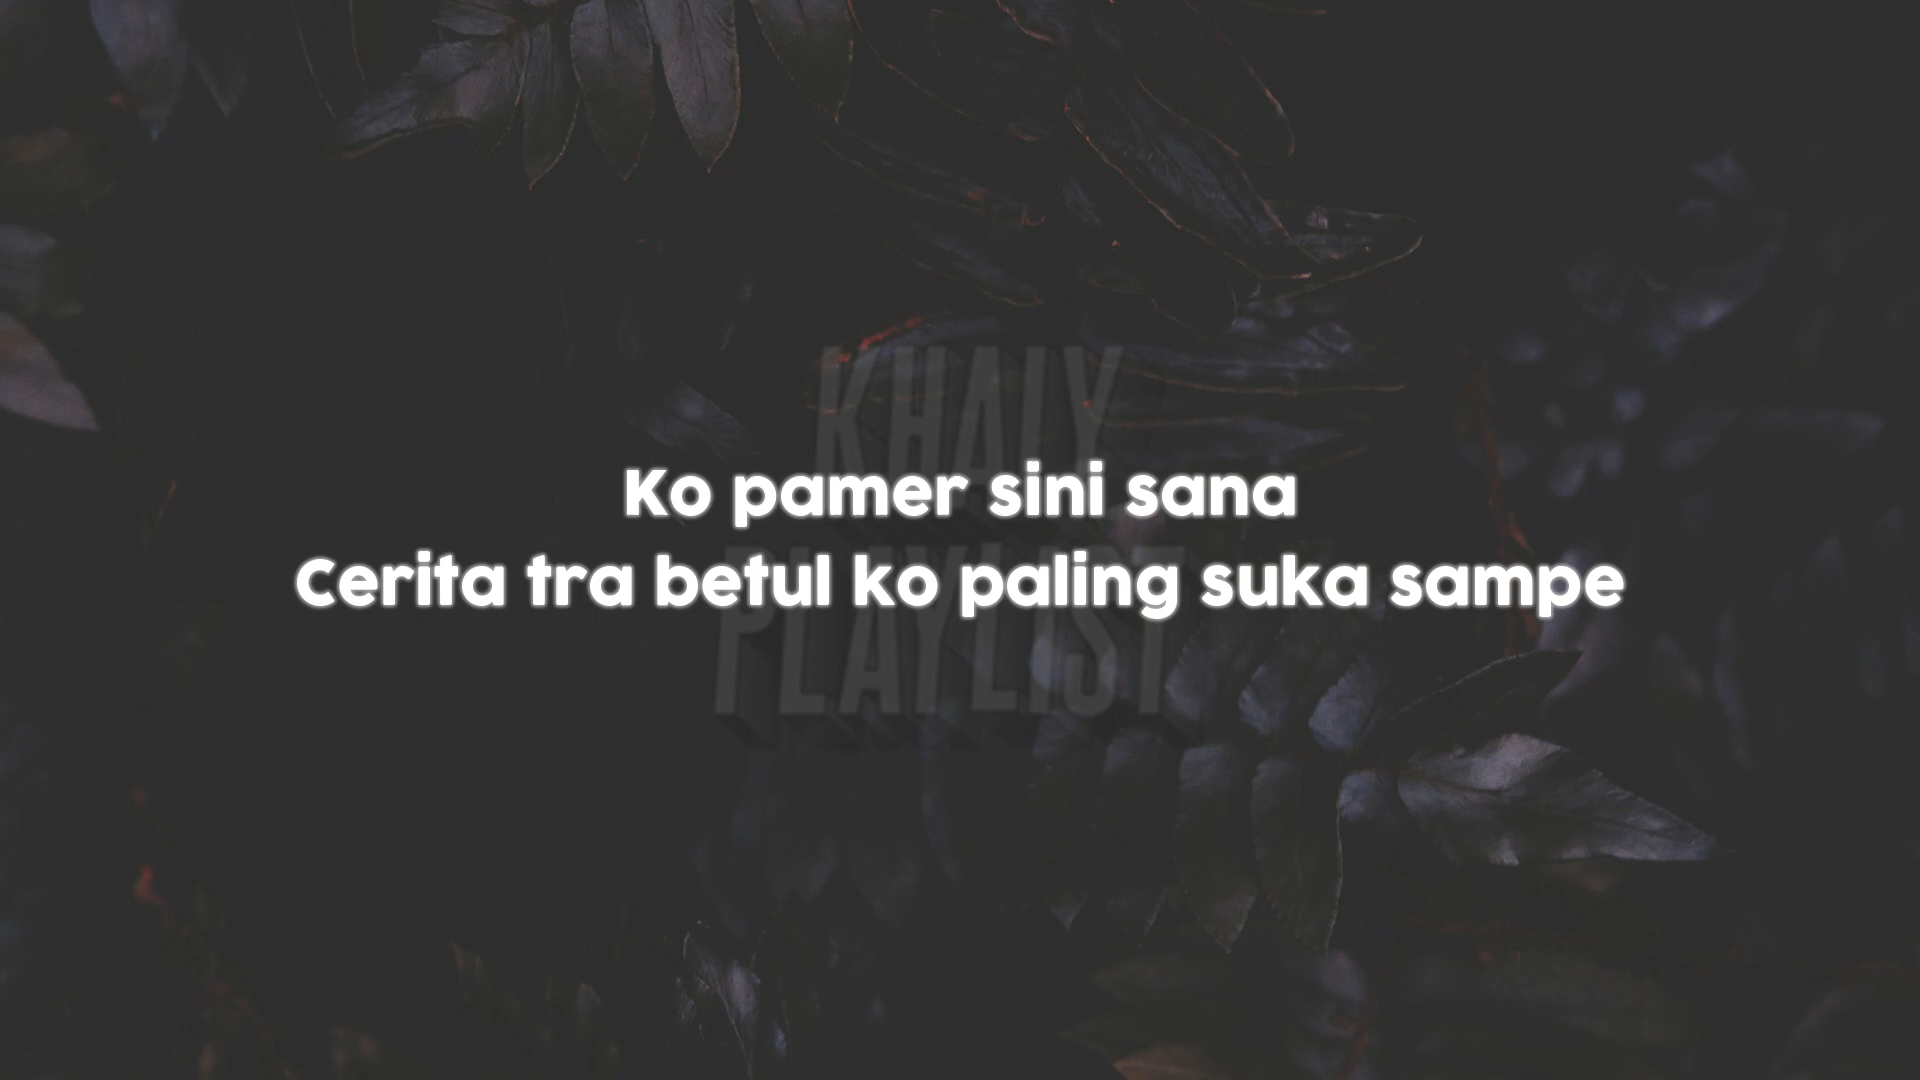 KHALY
Ko pamer sini sana
Cerita tra betul ko paling suka sampe
PLAYLIST